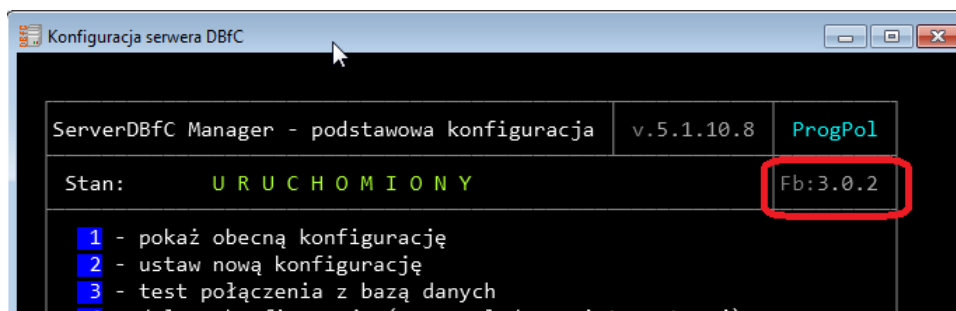 Konfiguracja serwera DBfC
ServerDBfC Manager - podstawowa konfiguracja v.5.1.10.8 ProgPol
Stan: U R U C H O M I O N Y Fb:3.0.2
1 - pokaż obecną konfigurację
2 - ustaw nową konfigurację
3 - test połączenia z bazą danych